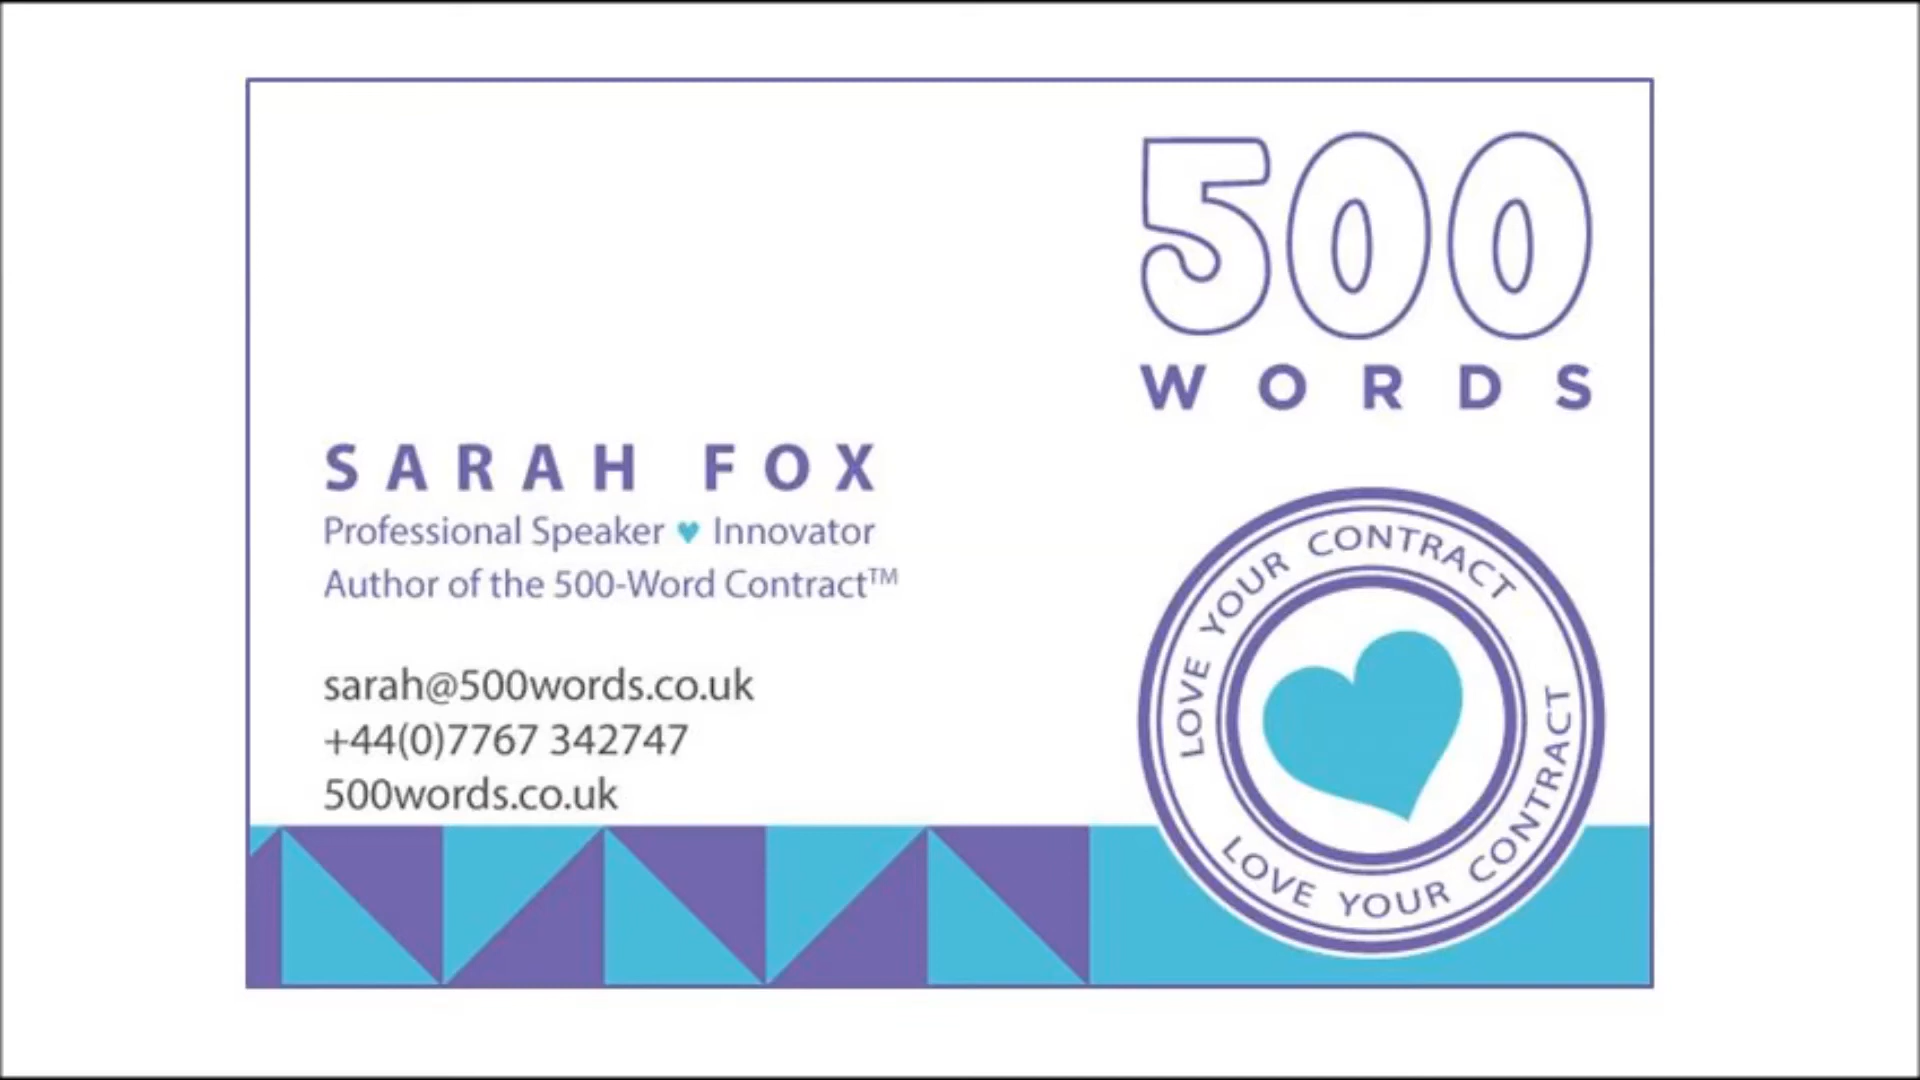 500
WORDS
SARAH FOX
Professional Speaker ♥ Innovator
Author of the 500-Word Contract™
sarah@500words.co.uk
+44(0)7767 342747
500words.co.uk
LOVE YOUR CONTRACT
LOVE YOUR CONTRACT